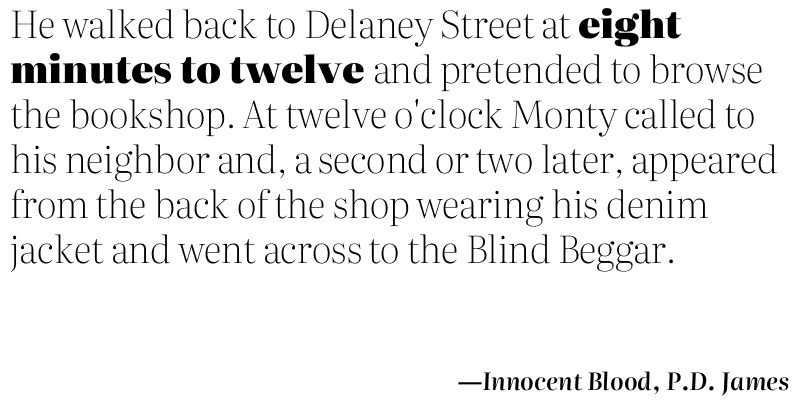 He walked back to Delaney Street at eight
minutes to twelve and pretended to browse
the bookshop. At twelve o'clock Monty called to
his neighbor and, a second or two later, appeared
from the back of the shop wearing his denim
jacket and went across to the Blind Beggar.
—Innocent Blood, P.D. James